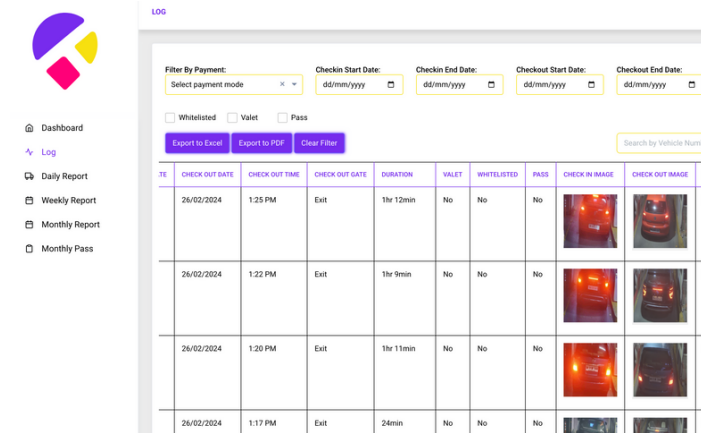 LOG
Filter By Payment: Checkin Start Date: Checkin End Date: Checkout Start Date: Checkout End Date:
Select payment mode × dd/mm/yyyy dd/mm/yyyy dd/mm/yyyy dd/mm/yyyy
Whitelisted Valet Pass
Dashboard
Log
Daily Report
Weekly Report
Monthly Report
Monthly Pass
Export to Excel Export to PDF Clear Filter Search by Vehicle Num
TE CHECK OUT DATE CHECK OUT TIME CHECK OUT GATE DURATION VALET WHITELISTED PASS CHECK IN IMAGE CHECK OUT IMAGE
26/02/2024 1:25 PM Exit 1hr 12min No No No
26/02/2024 1:22 PM Exit 1hr 9min No No No
26/02/2024 1:20 PM Exit 1hr 11min No No No
26/02/2024 1:17 PM Exit 24min No No No